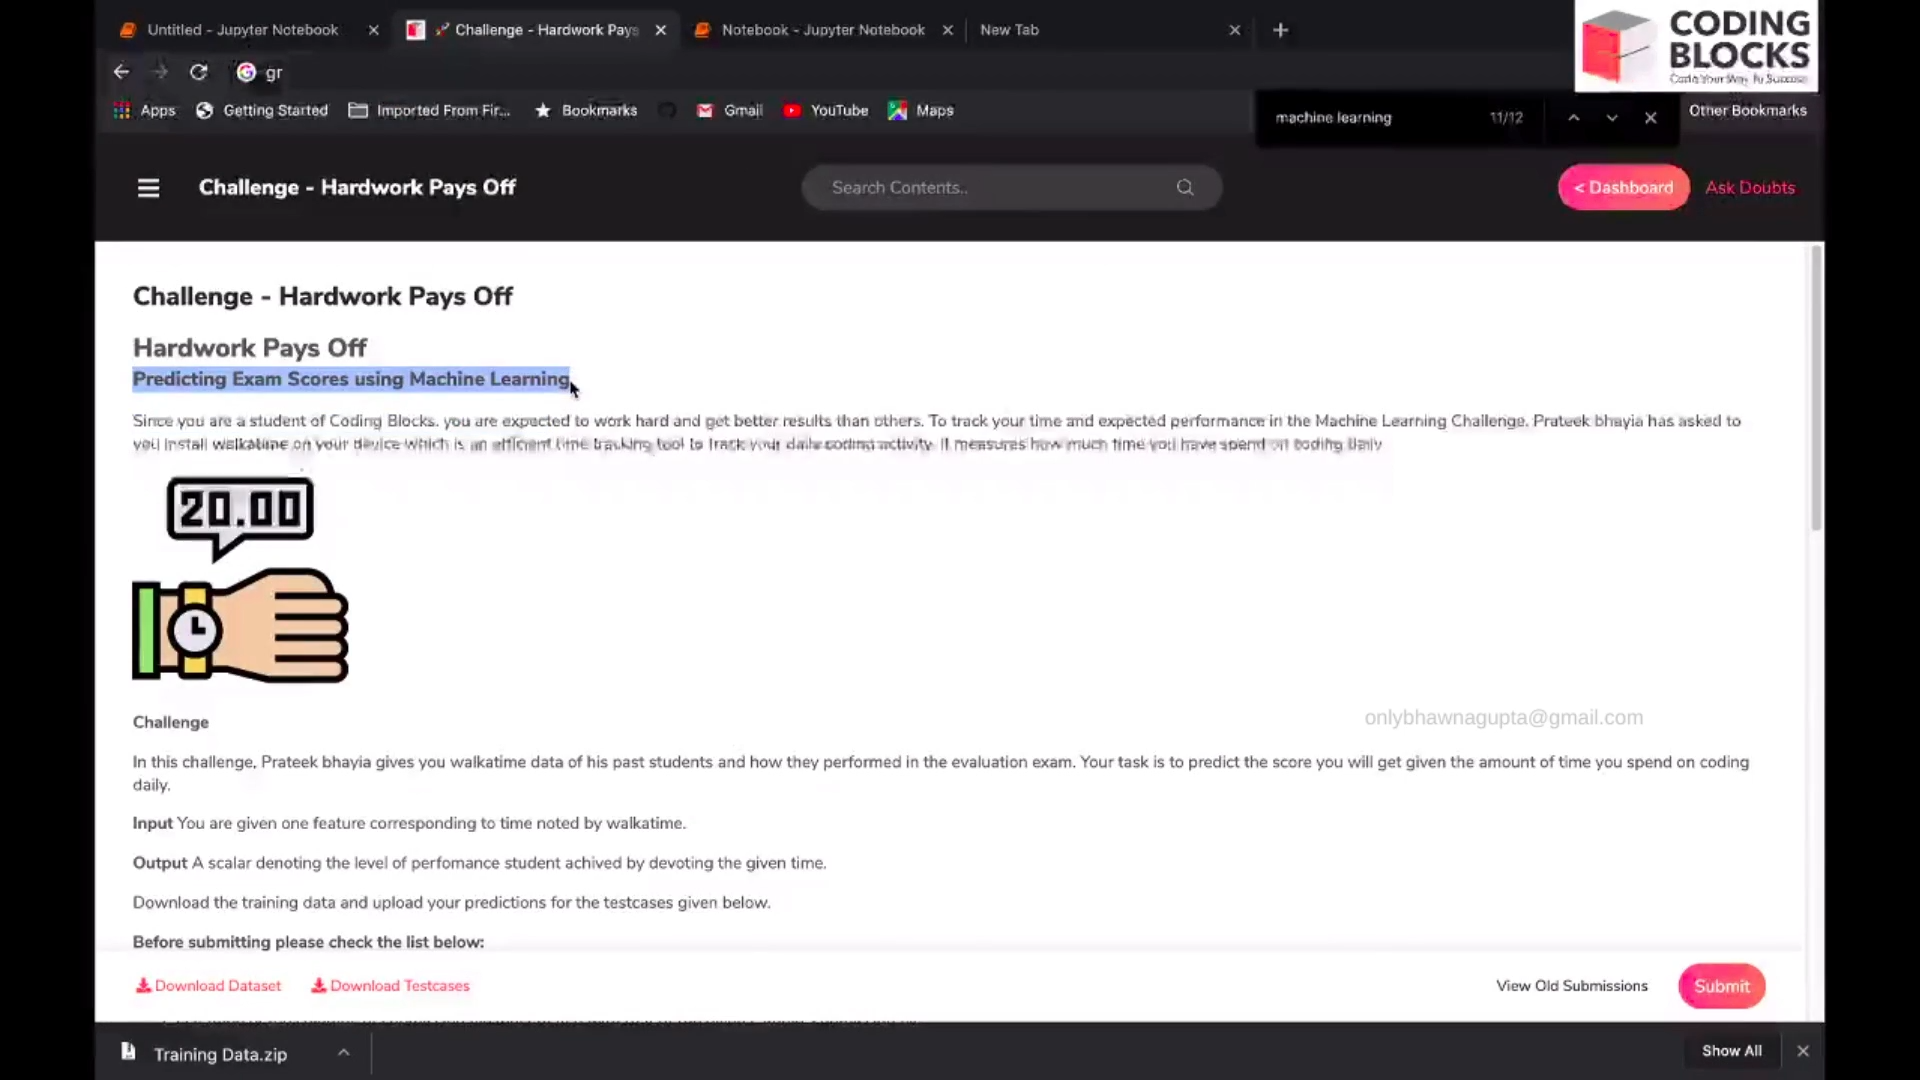 Untitled - Jupyter Notebook
Challenge - Hardwork Pays
Notebook - Jupyter Notebook
New Tab
CODING
BLOCKS
Code Your Way To Success
gr
Apps
Getting Started
Imported From Fir...
Bookmarks
Gmail
YouTube
Maps
machine learning
11/12
Other Bookmarks
Challenge - Hardwork Pays Off
Search Contents..
< Dashboard
Ask Doubts
Challenge - Hardwork Pays Off
Hardwork Pays Off
Predicting Exam Scores using Machine Learning
Since you are a student of Coding Blocks, you are expected to work hard and get better results than others. To track your time and expected performance in the Machine Learning Challenge, Prateek bhayia has asked to
you install walkatime on your device which is an efficient time tracking tool to track your daily coding activity. It measures how much time you have spend on coding daily
20.00
Challenge
In this challenge, Prateek bhayia gives you walkatime data of his past students and how they performed in the evaluation exam. Your task is to predict the score you will get given the amount of time you spend on coding
daily.
onlybhawnagupta@gmail.com
Input You are given one feature corresponding to time noted by walkatime.
Output A scalar denoting the level of perfomance student achived by devoting the given time.
Download the training data and upload your predictions for the testcases given below.
Before submitting please check the list below:
Download Dataset
Download Testcases
View Old Submissions
Submit
Training Data.zip
Show All